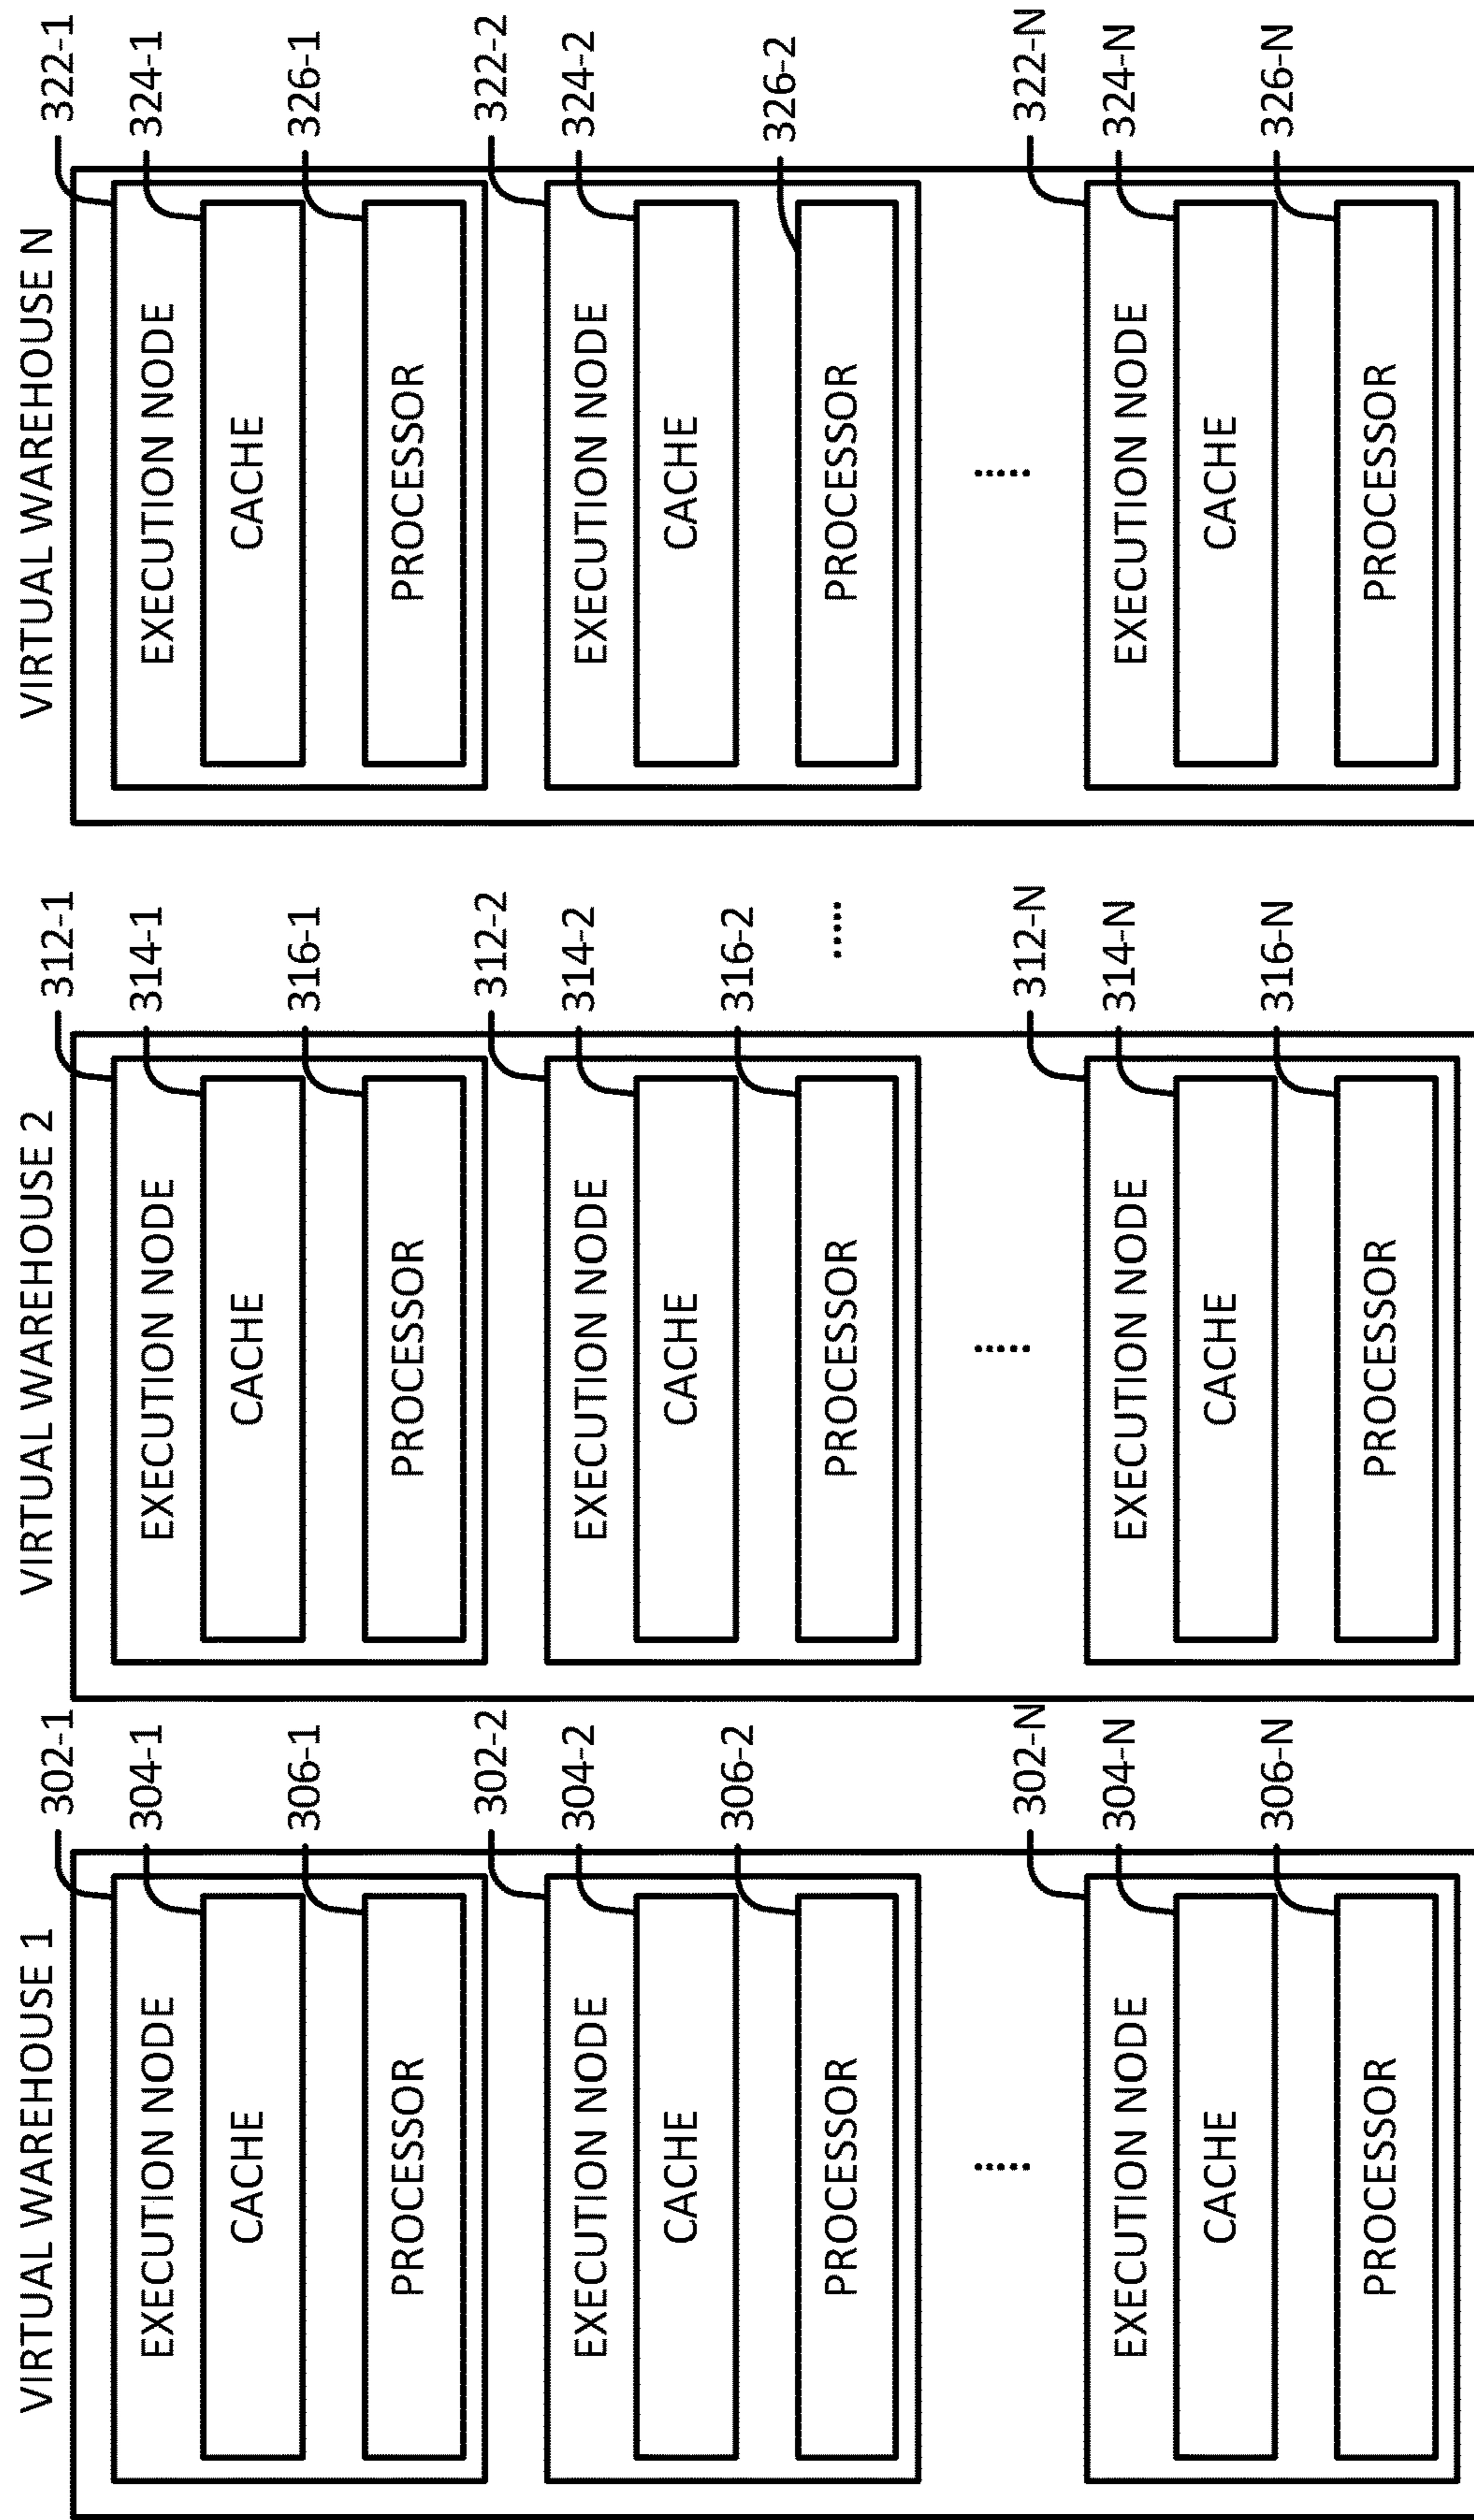 VIRTUAL WAREHOUSE 1
302-1
EXECUTION NODE
304-1
CACHE
306-1
PROCESSOR
302-2
EXECUTION NODE
304-2
CACHE
306-2
PROCESSOR
.....
302-N
EXECUTION NODE
304-N
CACHE
306-N
PROCESSOR
VIRTUAL WAREHOUSE 2
312-1
EXECUTION NODE
314-1
CACHE
316-1
PROCESSOR
312-2
EXECUTION NODE
314-2
CACHE
316-2
PROCESSOR
.....
312-N
EXECUTION NODE
314-N
CACHE
316-N
PROCESSOR
.....
VIRTUAL WAREHOUSE N
322-1
EXECUTION NODE
324-1
CACHE
326-1
PROCESSOR
322-2
EXECUTION NODE
324-2
CACHE
326-2
PROCESSOR
.....
322-N
EXECUTION NODE
324-N
CACHE
326-N
PROCESSOR